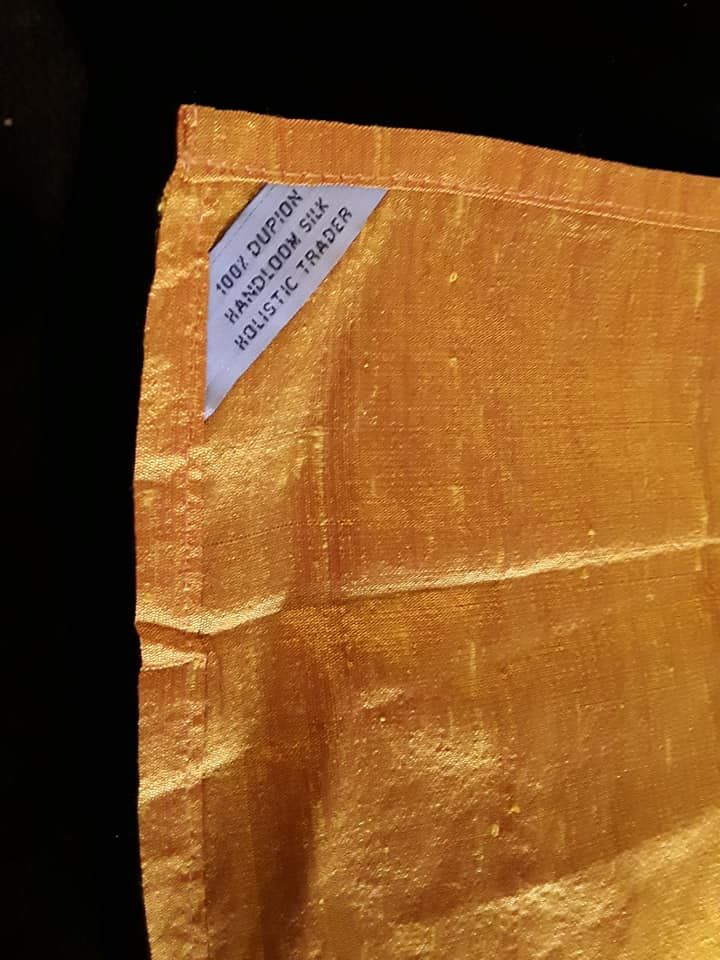 100% DUPION
HANDLOOM SILK
HOLISTIC TRADER